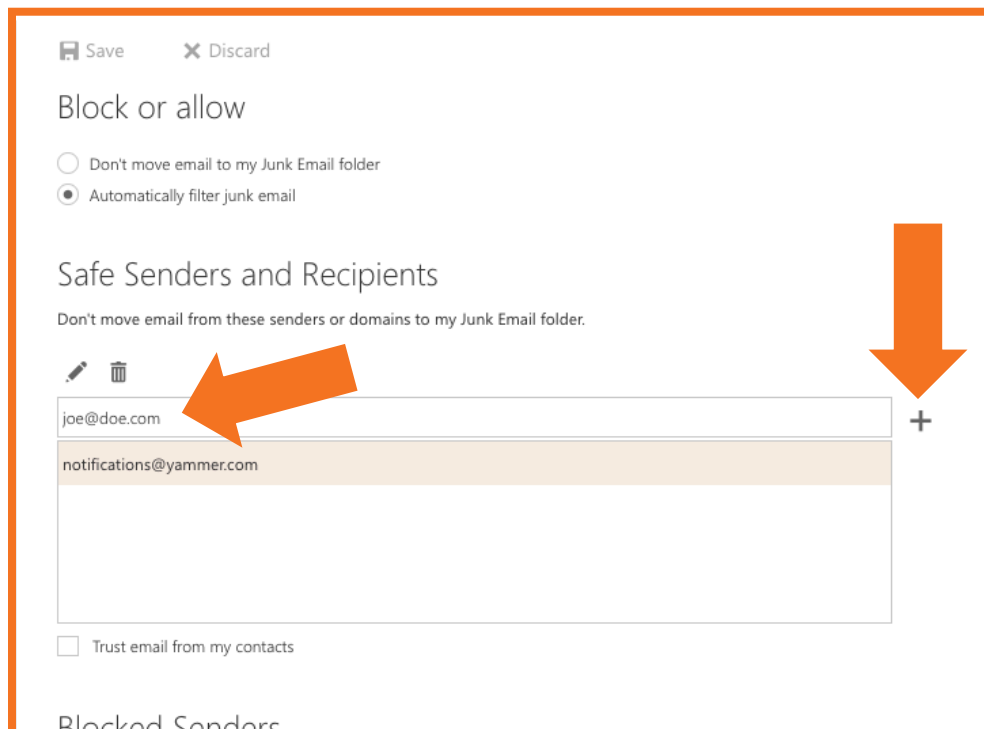 Save Discard
Block or allow
Don't move email to my Junk Email folder
Automatically filter junk email
Safe Senders and Recipients
Don't move email from these senders or domains to my Junk Email folder.
joe@doe.com
notifications@yammer.com
Trust email from my contacts
Blocked Senders